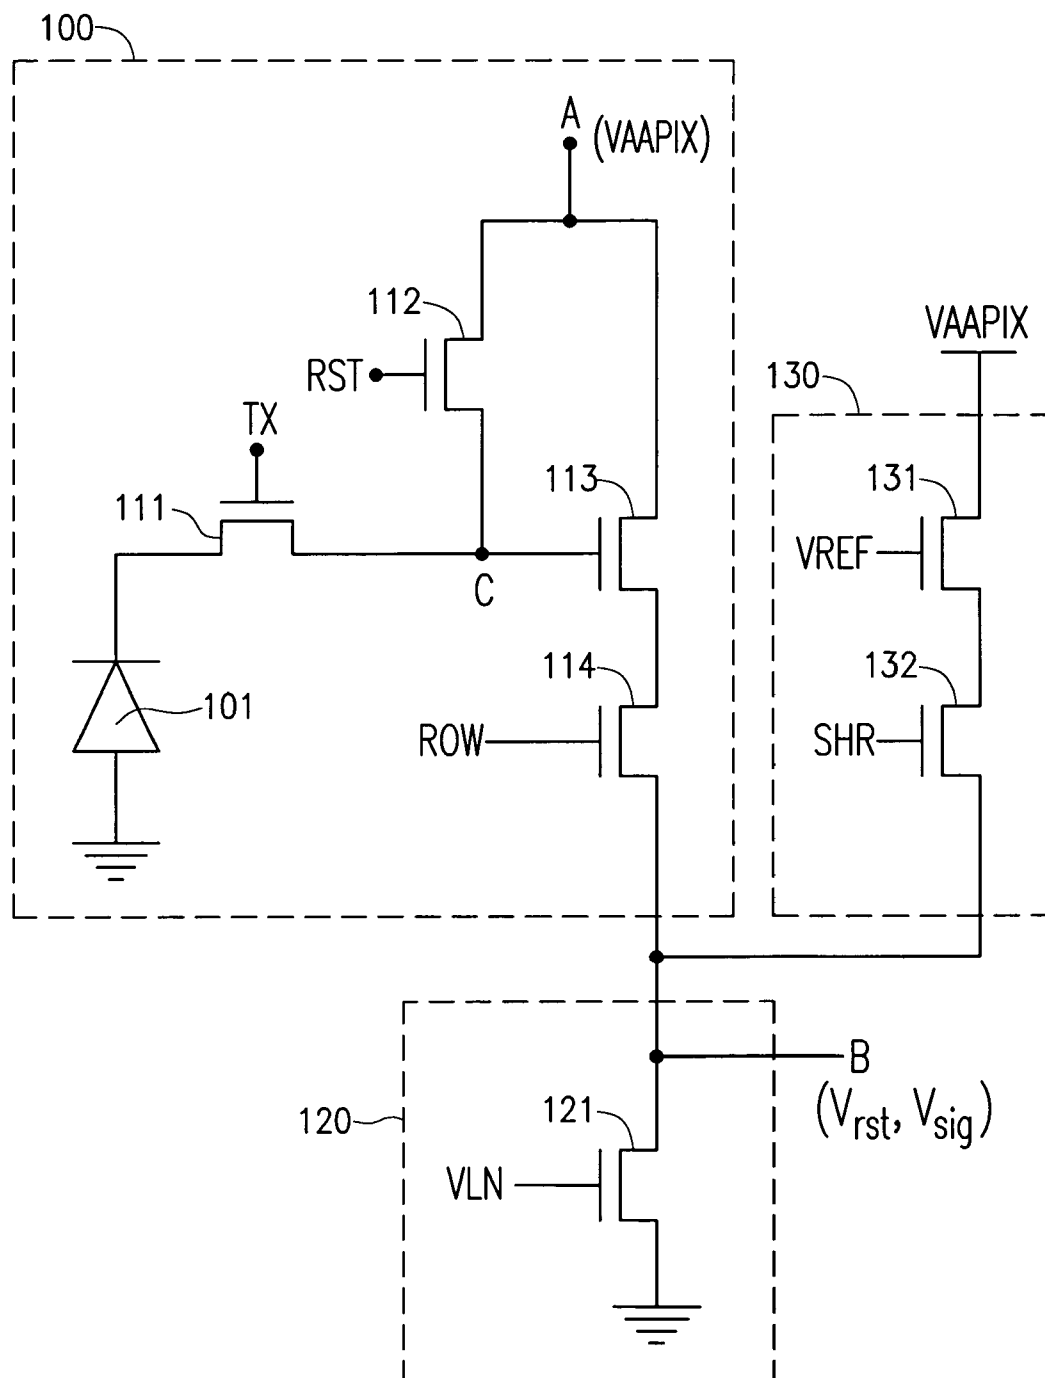 100
A
(VAAPIX)
112
VAAPIX
RST
130
TX
113
131
111
VREF
C
114
132
101
ROW
SHR
B
121
120
(Vrst, Vsig)
VLN